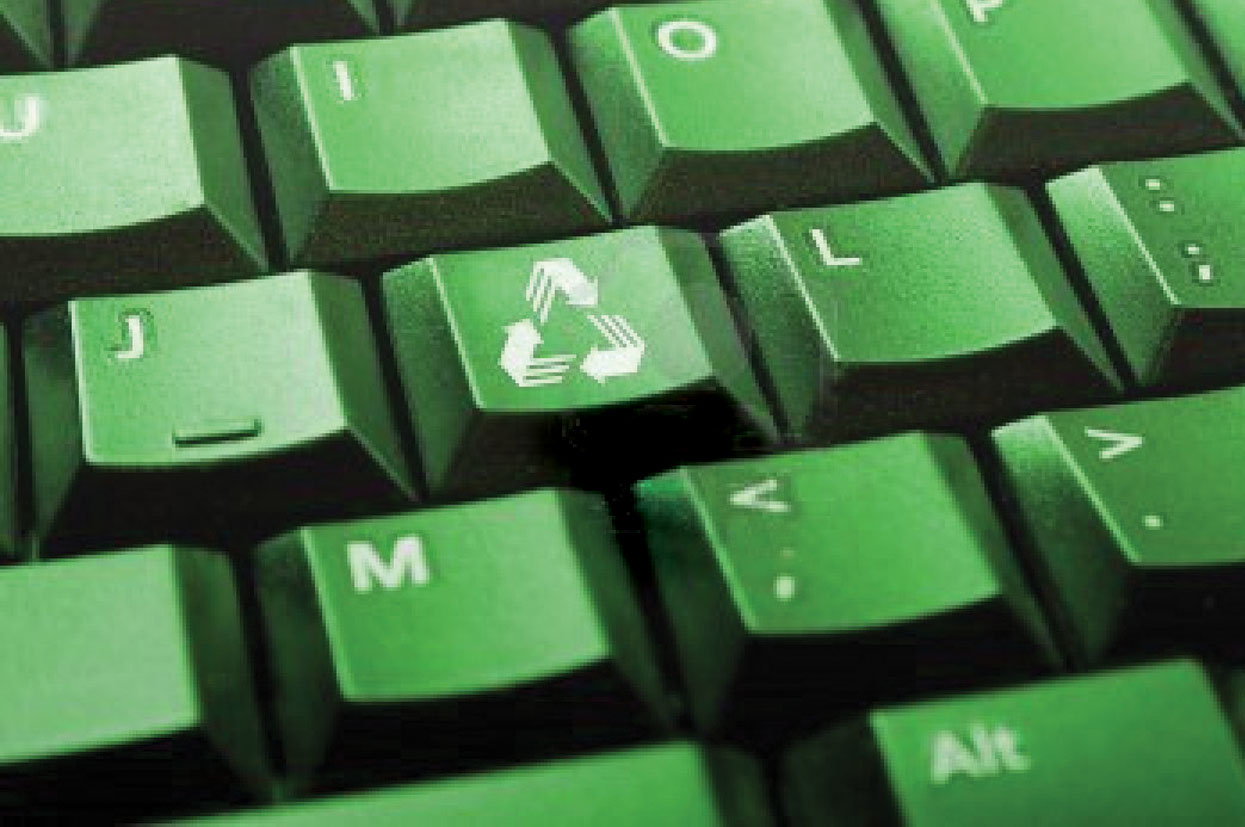 U I O P
J L : ;
M < , > .
Alt